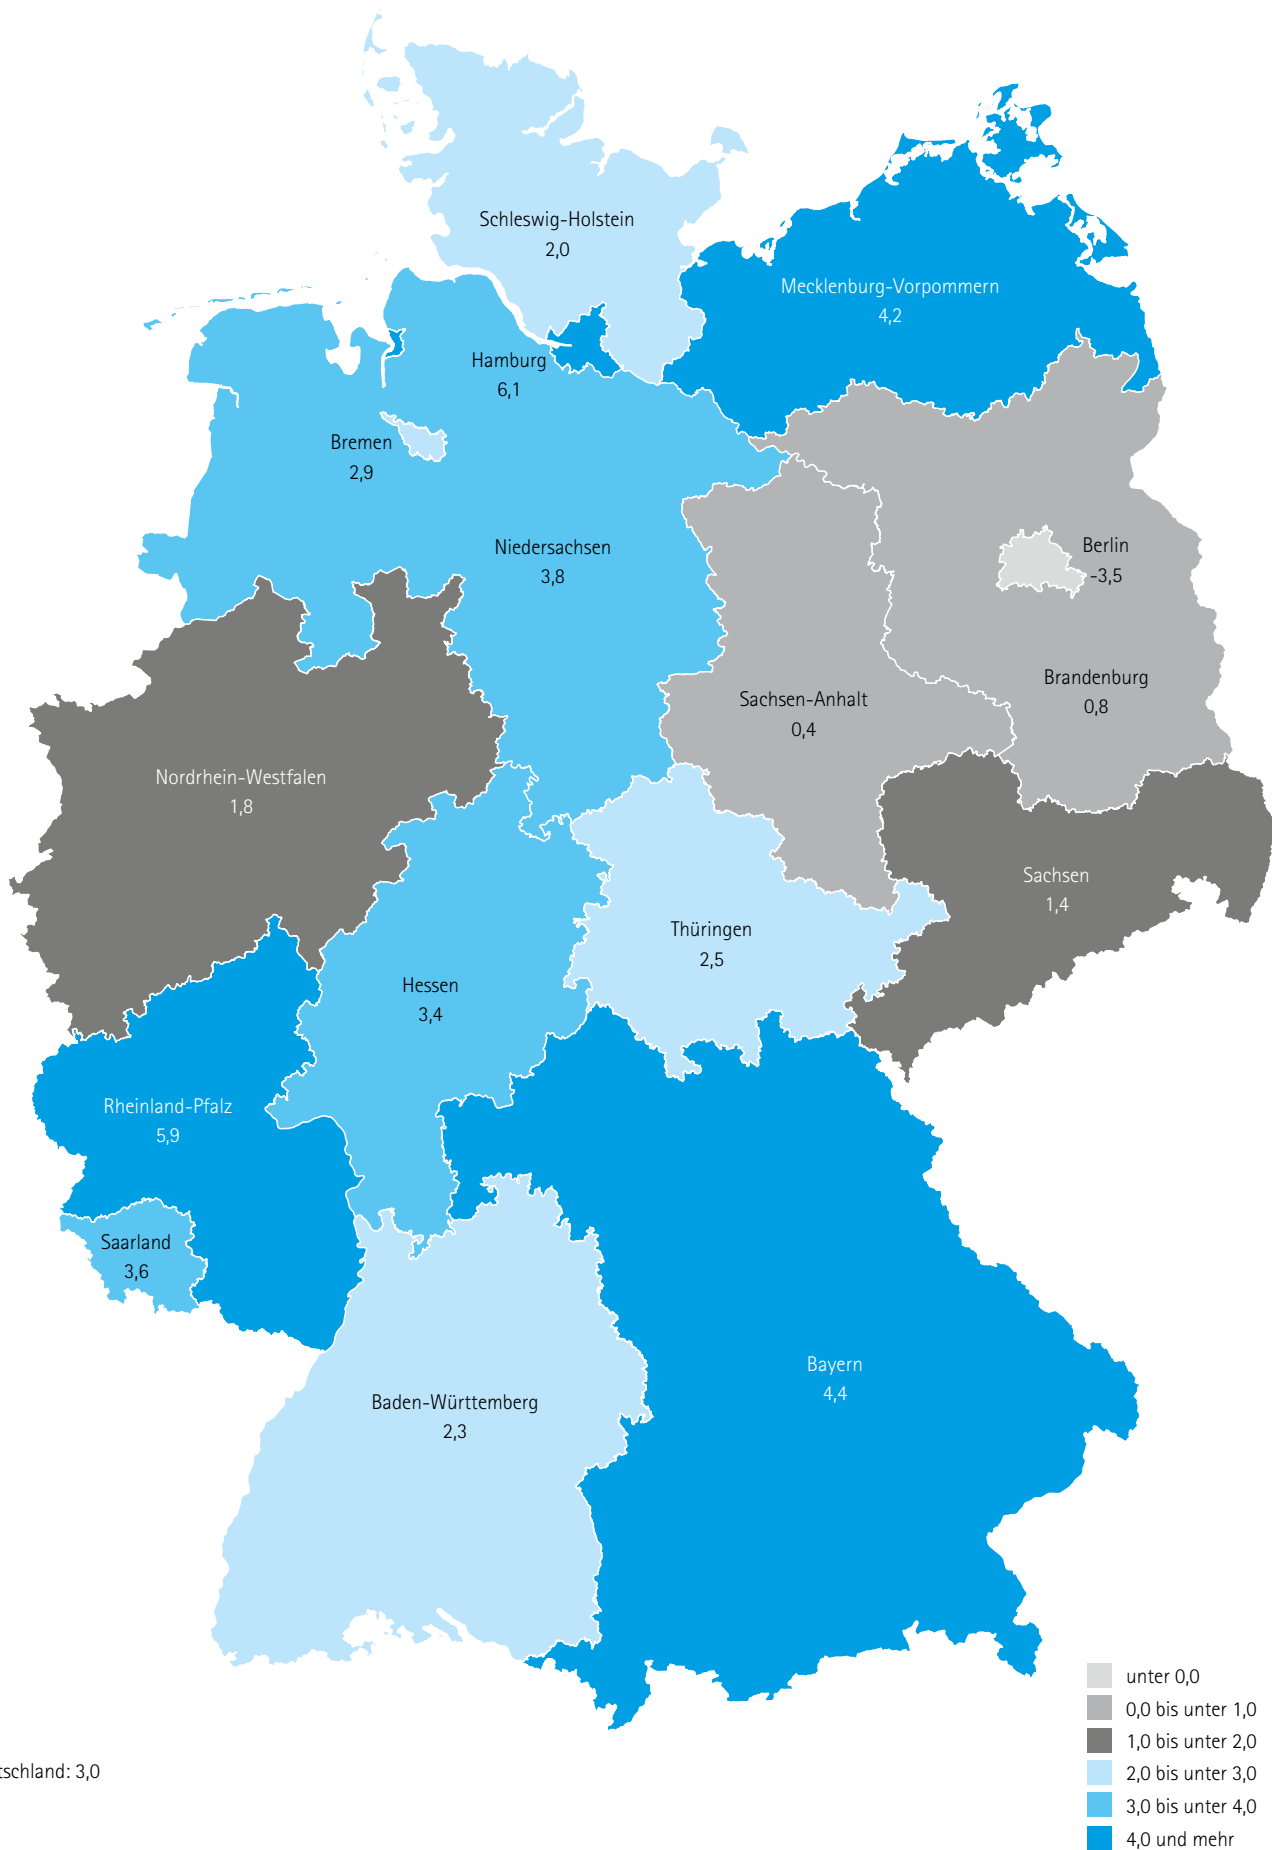 Schleswig-Holstein
2,0
Mecklenburg-Vorpommern
4,2
Hamburg
6,1
Bremen
2,9
Niedersachsen
3,8
Berlin
-3,5
Brandenburg
0,8
Sachsen-Anhalt
0,4
Nordrhein-Westfalen
1,8
Sachsen
1,4
Thüringen
2,5
Hessen
3,4
Rheinland-Pfalz
5,9
Saarland
3,6
Bayern
4,4
Baden-Württemberg
2,3
unter 0,0
0,0 bis unter 1,0
1,0 bis unter 2,0
2,0 bis unter 3,0
3,0 bis unter 4,0
4,0 und mehr
tschland: 3,0